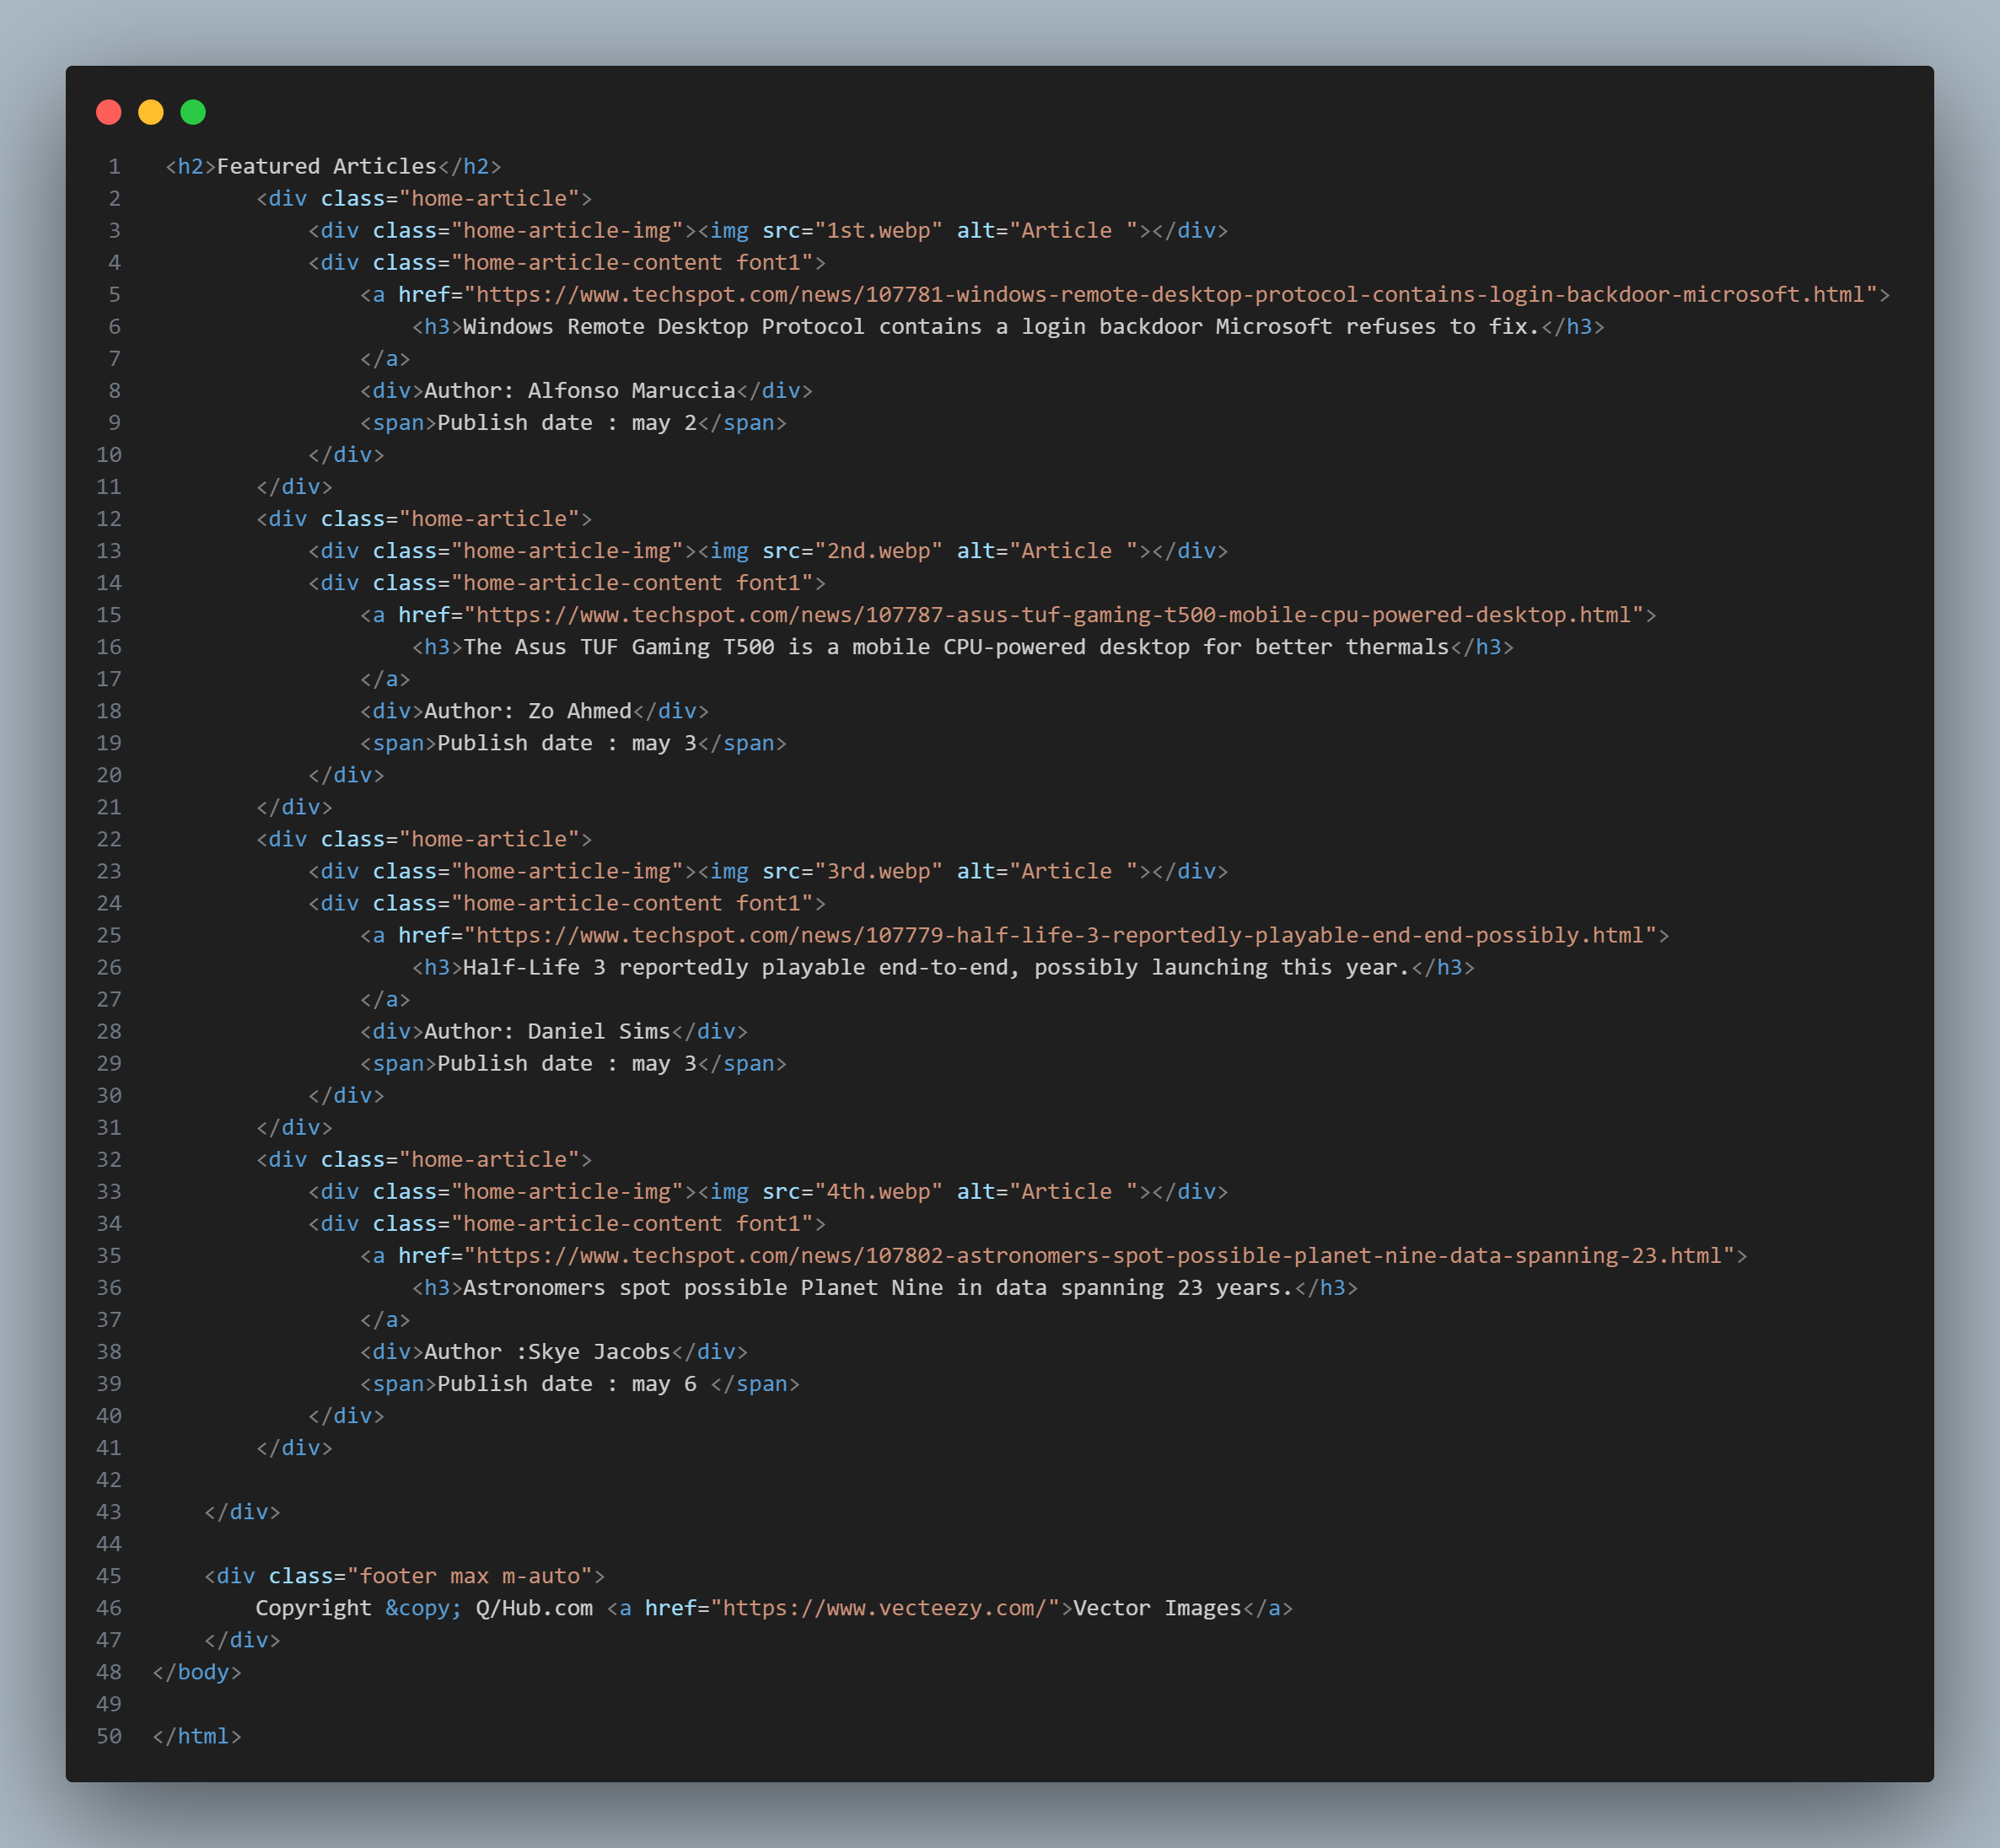 1 <h2>Featured Articles</h2>
2 <div class="home-article">
3 <div class="home-article-img"><img src="1st.webp" alt="Article "></div>
4 <div class="home-article-content font1">
5 <a href="https://www.techspot.com/news/107781-windows-remote-desktop-protocol-contains-login-backdoor-microsoft.html">
6 <h3>Windows Remote Desktop Protocol contains a login backdoor Microsoft refuses to fix.</h3>
7 </a>
8 <div>Author: Alfonso Maruccia</div>
9 <span>Publish date : may 2</span>
10 </div>
11 </div>
12 <div class="home-article">
13 <div class="home-article-img"><img src="2nd.webp" alt="Article "></div>
14 <div class="home-article-content font1">
15 <a href="https://www.techspot.com/news/107787-asus-tuf-gaming-t500-mobile-cpu-powered-desktop.html">
16 <h3>The Asus TUF Gaming T500 is a mobile CPU-powered desktop for better thermals</h3>
17 </a>
18 <div>Author: Zo Ahmed</div>
19 <span>Publish date : may 3</span>
20 </div>
21 </div>
22 <div class="home-article">
23 <div class="home-article-img"><img src="3rd.webp" alt="Article "></div>
24 <div class="home-article-content font1">
25 <a href="https://www.techspot.com/news/107779-half-life-3-reportedly-playable-end-end-possibly.html">
26 <h3>Half-Life 3 reportedly playable end-to-end, possibly launching this year.</h3>
27 </a>
28 <div>Author: Daniel Sims</div>
29 <span>Publish date : may 3</span>
30 </div>
31 </div>
32 <div class="home-article">
33 <div class="home-article-img"><img src="4th.webp" alt="Article "></div>
34 <div class="home-article-content font1">
35 <a href="https://www.techspot.com/news/107802-astronomers-spot-possible-planet-nine-data-spanning-23.html">
36 <h3>Astronomers spot possible Planet Nine in data spanning 23 years.</h3>
37 </a>
38 <div>Author :Skye Jacobs</div>
39 <span>Publish date : may 6 </span>
40 </div>
41 </div>
42
43 </div>
44
45 <div class="footer max m-auto">
46 Copyright &copy; Q/Hub.com <a href="https://www.vecteezy.com/">Vector Images</a>
47 </div>
48 </body>
49
50 </html>